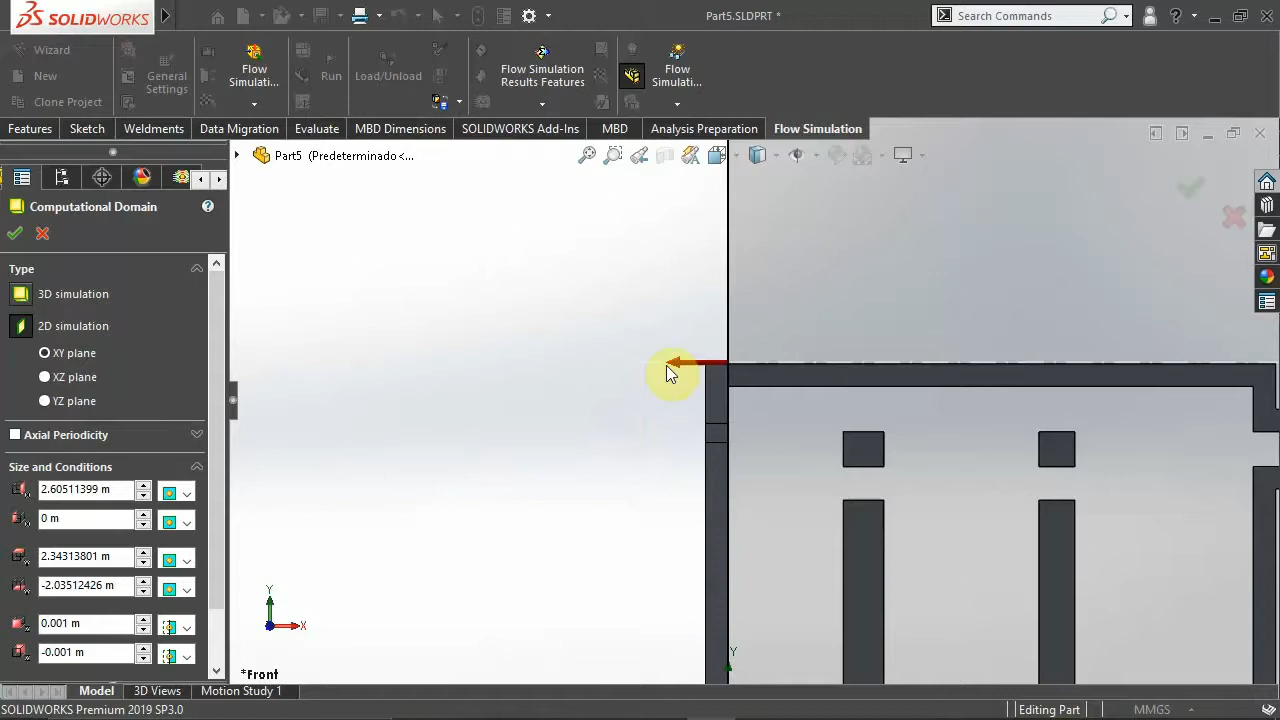 SOLIDWORKS
Part5.SLDPRT *
Search Commands
Wizard
New
Clone Project
General
Settings
Flow
Simulati...
Run
Load/Unload
Flow Simulation
Results Features
Flow
Simulati...
Features
Sketch
Weldments
Data Migration
Evaluate
MBD Dimensions
SOLIDWORKS Add-Ins
MBD
Analysis Preparation
Flow Simulation
Part5 (Predeterminado<...
Computational Domain
Type
3D simulation
2D simulation
XY plane
XZ plane
YZ plane
Axial Periodicity
Size and Conditions
2.60511399 m
0 m
2.34313801 m
-2.03512426 m
0.001 m
-0.001 m
Y
X
Y
*Front
Model
3D Views
Motion Study 1
SOLIDWORKS Premium 2019 SP3.0
Editing Part
MMGS